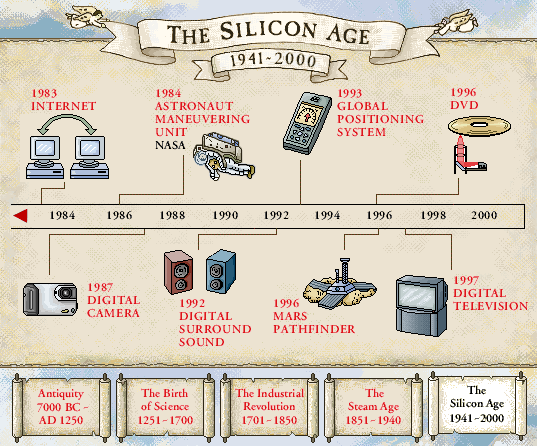 THE SILICON AGE
1941~2000
1983
INTERNET
1984
ASTRONAUT
MANEUVERING
UNIT
NASA
1993
GLOBAL
POSITIONING
SYSTEM
1996
DVD
1984 1986 1988 1990 1992 1994 1996 1998 2000
1987
DIGITAL
CAMERA
1992
DIGITAL
SURROUND
SOUND
1996
MARS
PATHFINDER
1997
DIGITAL
TELEVISION
Antiquity
7000 BC ~
AD 1250
The Birth
of Science
1251~1700
The Industrial
Revolution
1701~1850
The
Steam Age
1851~1940
The
Silicon Age
1941~2000